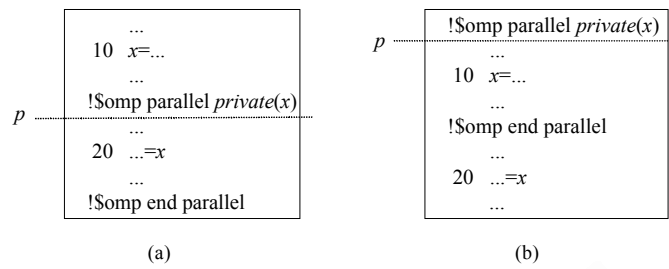 ...
10 x=...
...
!$omp parallel private(x)
p
...
20 ...=x
...
!$omp end parallel
(a)
!$omp parallel private(x)
p
...
10 x=...
...
!$omp end parallel
...
20 ...=x
...
(b)